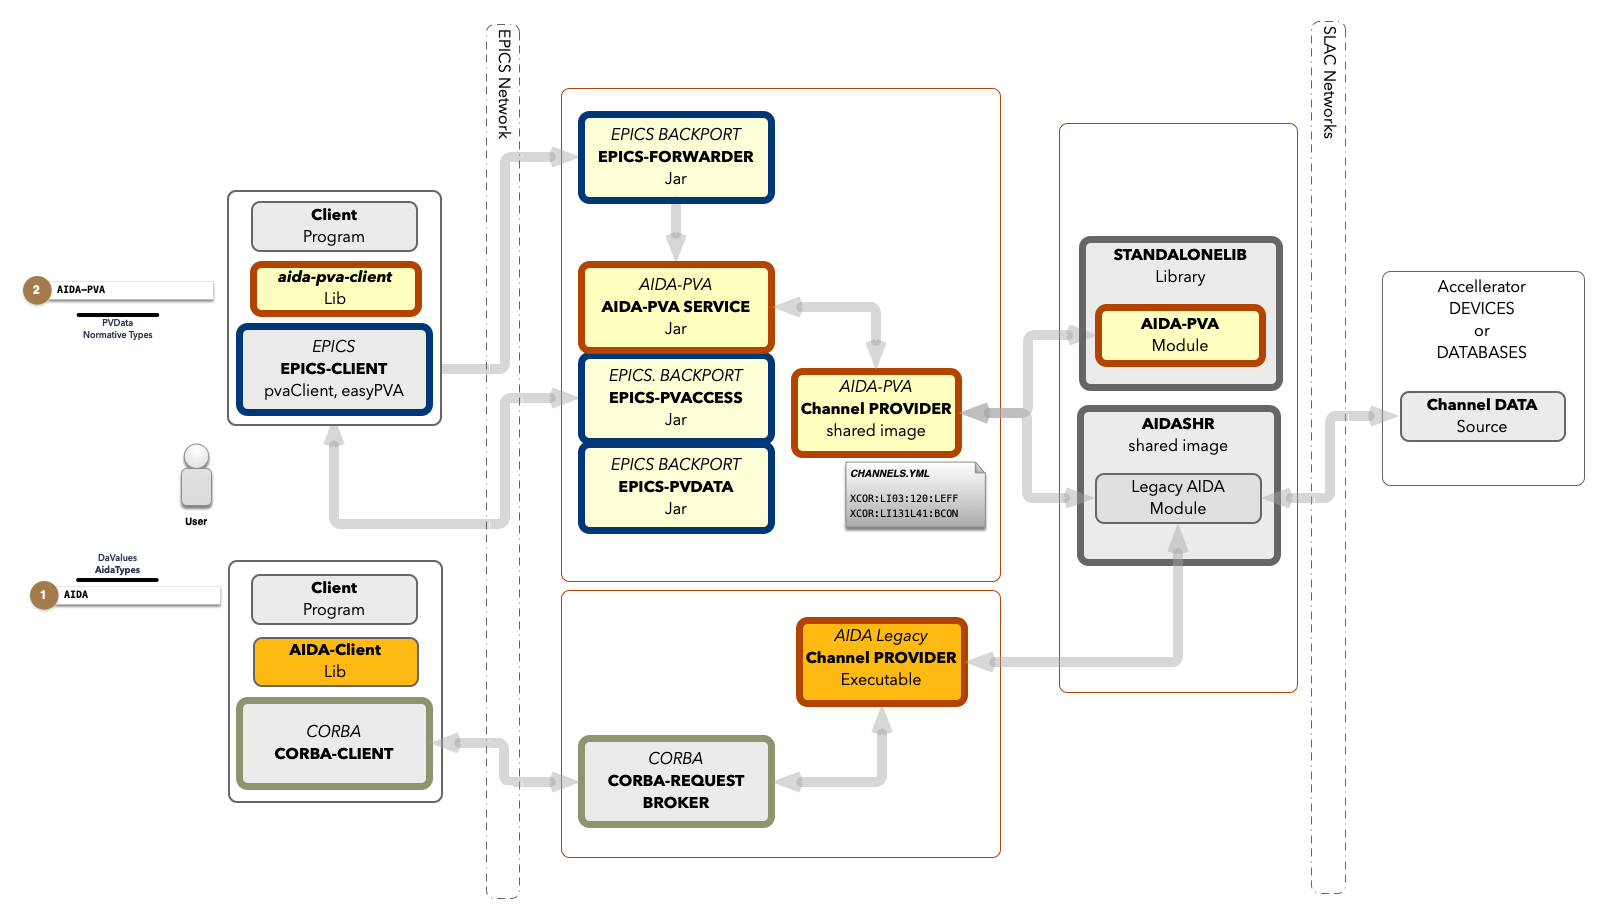 EPICS Network
SLAC Networks
EPICS BACKPORT
EPICS-FORWARDER
Jar
Client
Program
aida-pva-client
Lib
EPICS
EPICS-CLIENT
pvaClient, easyPVA
2
AIDA-PVA
PVData
Normative Types
AIDA-PVA
AIDA-PVA SERVICE
Jar
EPICS. BACKPORT
EPICS-PVACCESS
Jar
EPICS BACKPORT
EPICS-PVDATA
Jar
AIDA-PVA
Channel PROVIDER
shared image
CHANNELS.YML
XCOR:LI03:120:LEFF
XCOR:LI131L41:BCON
STANDALONELIB
Library
AIDA-PVA
Module
AIDASHR
shared image
Legacy AIDA
Module
Accellerator
DEVICES
or
DATABASES
Channel DATA
Source
User
DaValues
AidaTypes
1
AIDA
Client
Program
AIDA-Client
Lib
CORBA
CORBA-CLIENT
AIDA Legacy
Channel PROVIDER
Executable
CORBA
CORBA-REQUEST
BROKER